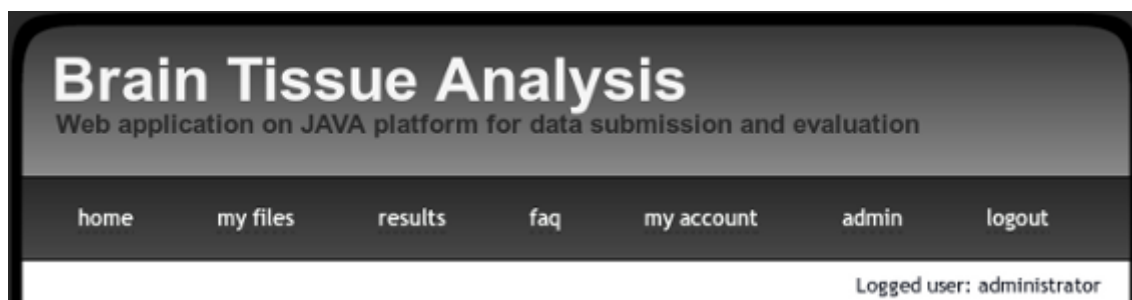 Brain Tissue Analysis
Web application on JAVA platform for data submission and evaluation
home my files results faq my account admin logout
Logged user: administrator